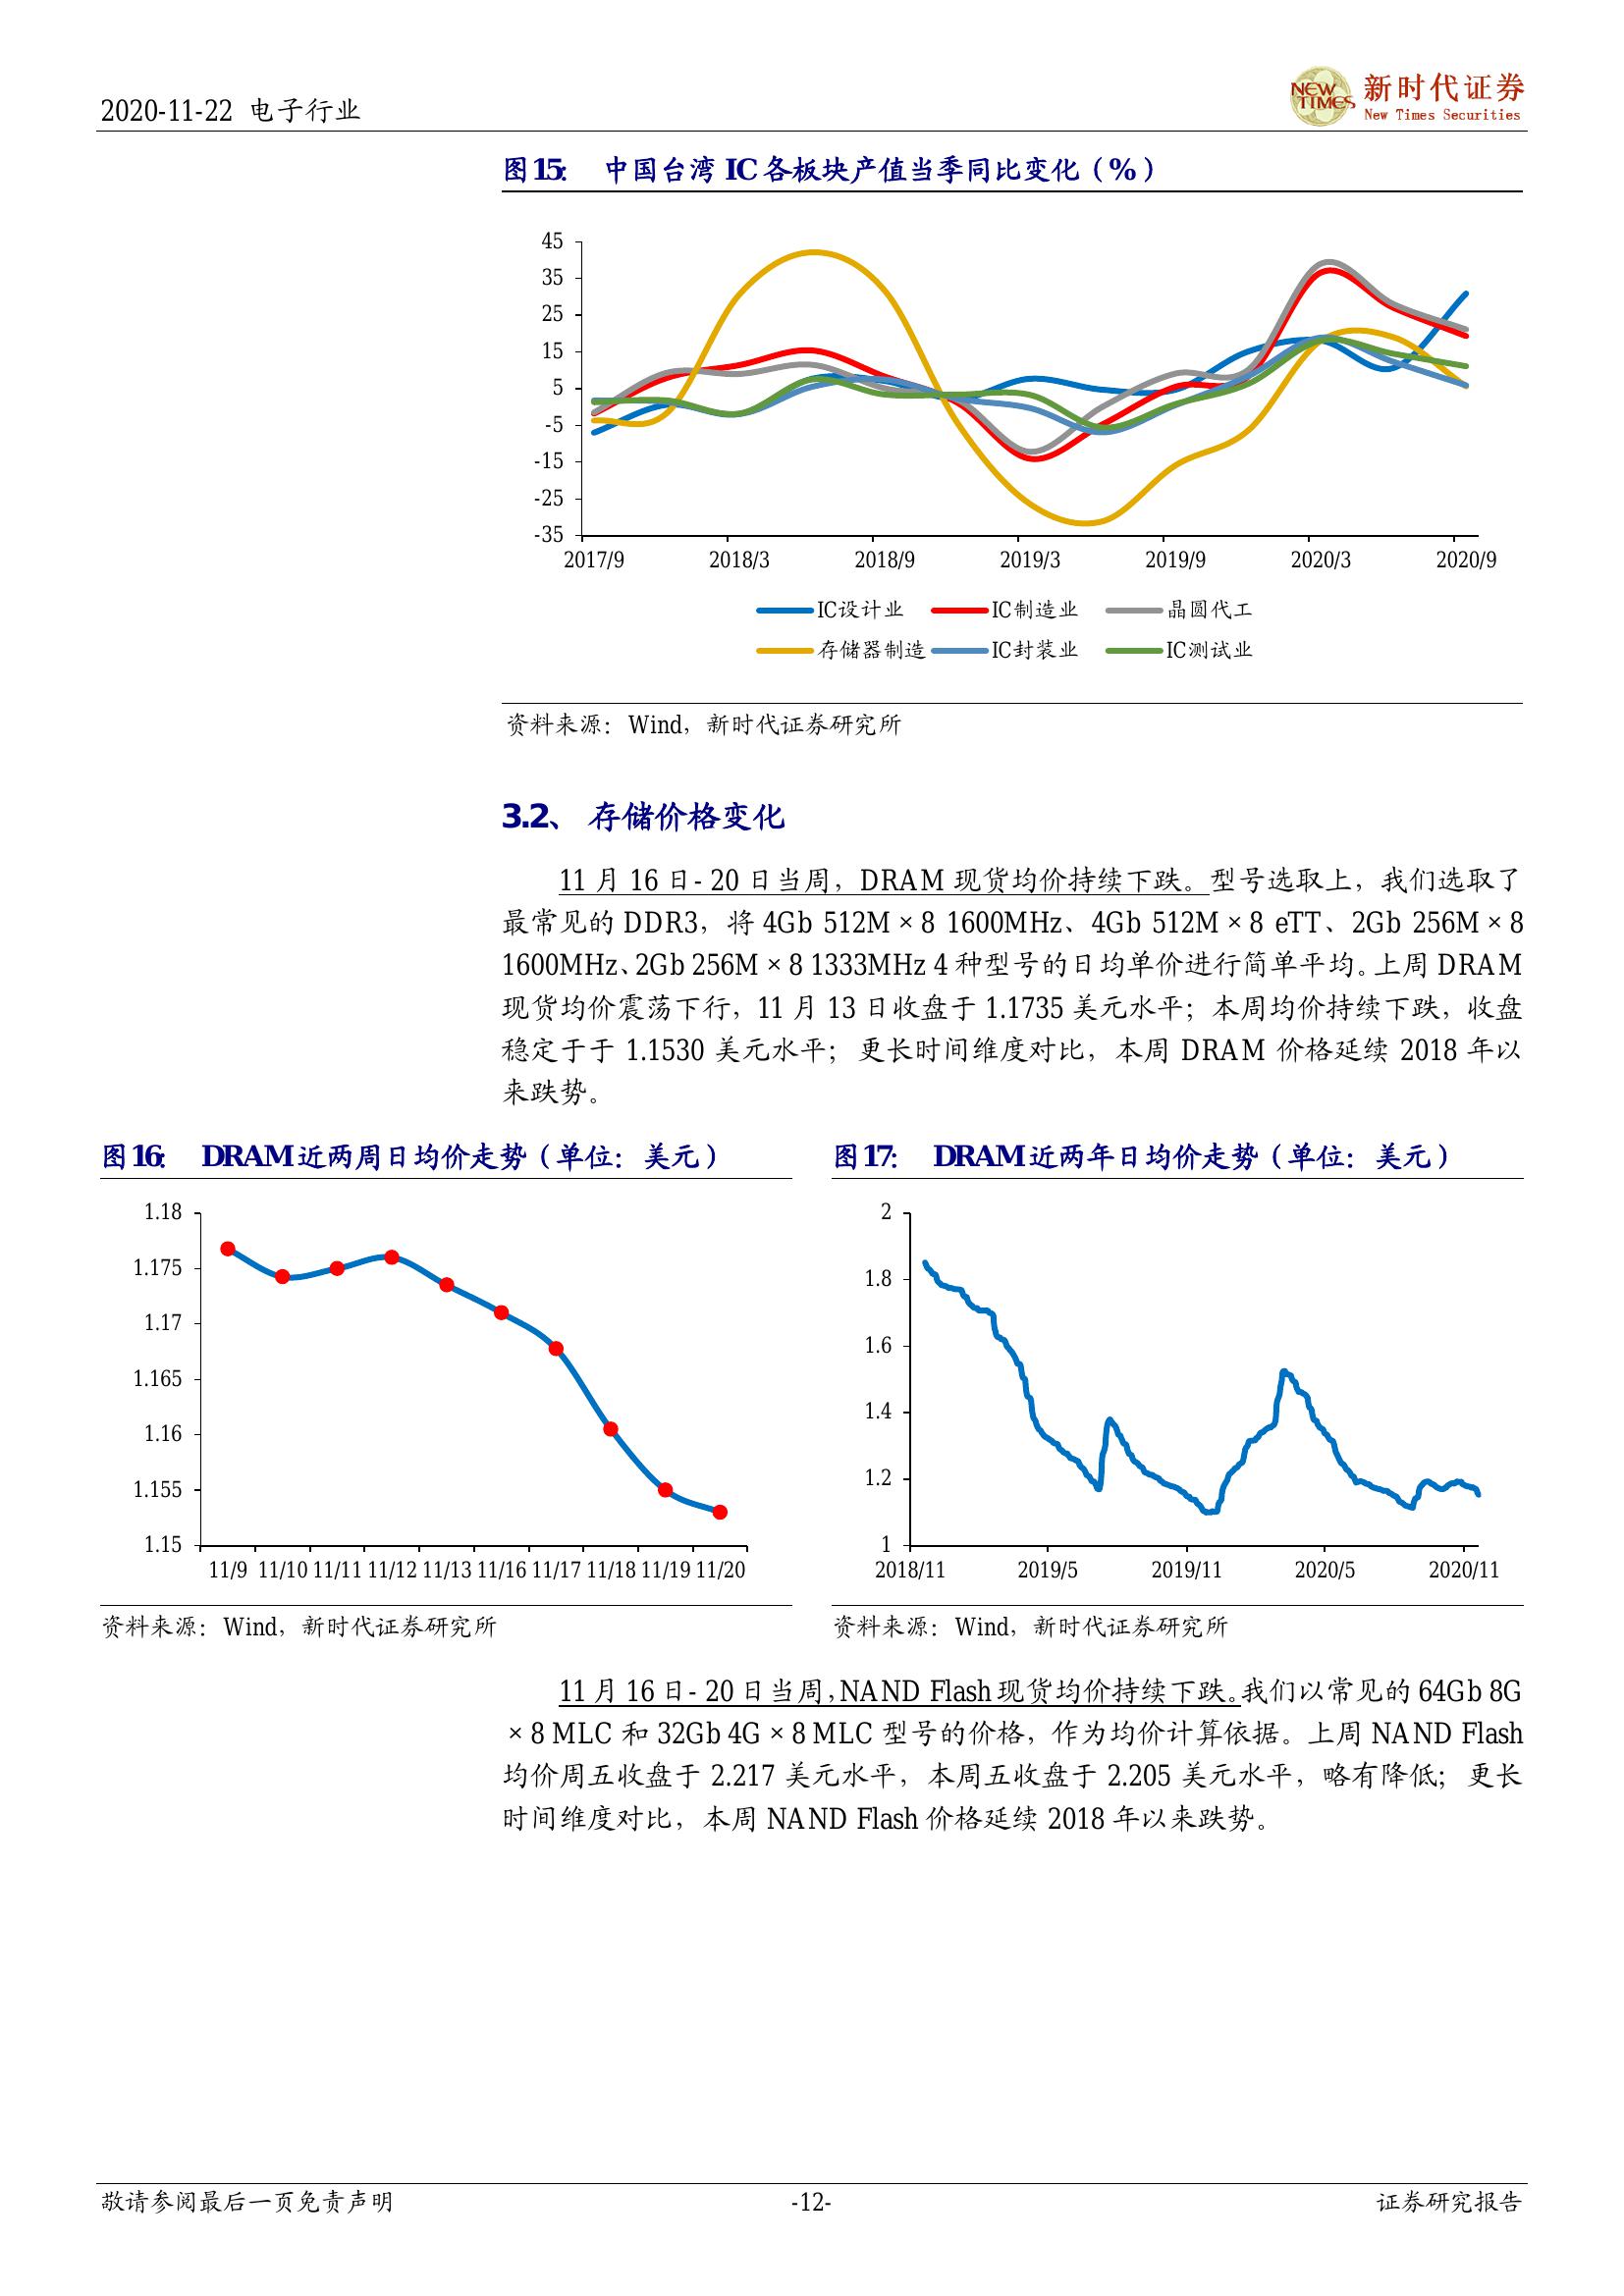 2020-11-22 电子行业
NEW TIMES 新时代证券
New Times Securities
图15: 中国台湾 IC 各板块产值当季同比变化（%）
45
35
25
15
5
-5
-15
-25
-35
2017/9 2018/3 2018/9 2019/3 2019/9 2020/3 2020/9
IC设计业 IC制造业 晶圆代工
存储器制造 IC封装业 IC测试业
资料来源：Wind，新时代证券研究所
3.2、 存储价格变化
11 月 16 日- 20 日当周，DRAM 现货均价持续下跌。型号选取上，我们选取了
最常见的 DDR3，将 4Gb 512M×8 1600MHz、4Gb 512M×8 eTT、2Gb 256M×8
1600MHz、2Gb 256M×8 1333MHz 4 种型号的日均单价进行简单平均。上周 DRAM
现货均价震荡下行，11 月 13 日收盘于 1.1735 美元水平；本周均价持续下跌，收盘
稳定于于 1.1530 美元水平；更长时间维度对比，本周 DRAM 价格延续 2018 年以
来跌势。
图16: DRAM近两周日均价走势（单位：美元）
1.18
1.175
1.17
1.165
1.16
1.155
1.15
11/9 11/10 11/11 11/12 11/13 11/16 11/17 11/18 11/19 11/20
资料来源：Wind，新时代证券研究所
图17: DRAM近两年日均价走势（单位：美元）
2
1.8
1.6
1.4
1.2
1
2018/11 2019/5 2019/11 2020/5 2020/11
资料来源：Wind，新时代证券研究所
11 月 16 日- 20 日当周，NAND Flash 现货均价持续下跌。我们以常见的 64Gb 8G
×8 MLC 和 32Gb 4G×8 MLC 型号的价格，作为均价计算依据。上周 NAND Flash
均价周五收盘于 2.217 美元水平，本周五收盘于 2.205 美元水平，略有降低；更长
时间维度对比，本周 NAND Flash 价格延续 2018 年以来跌势。
敬请参阅最后一页免责声明 -12- 证券研究报告